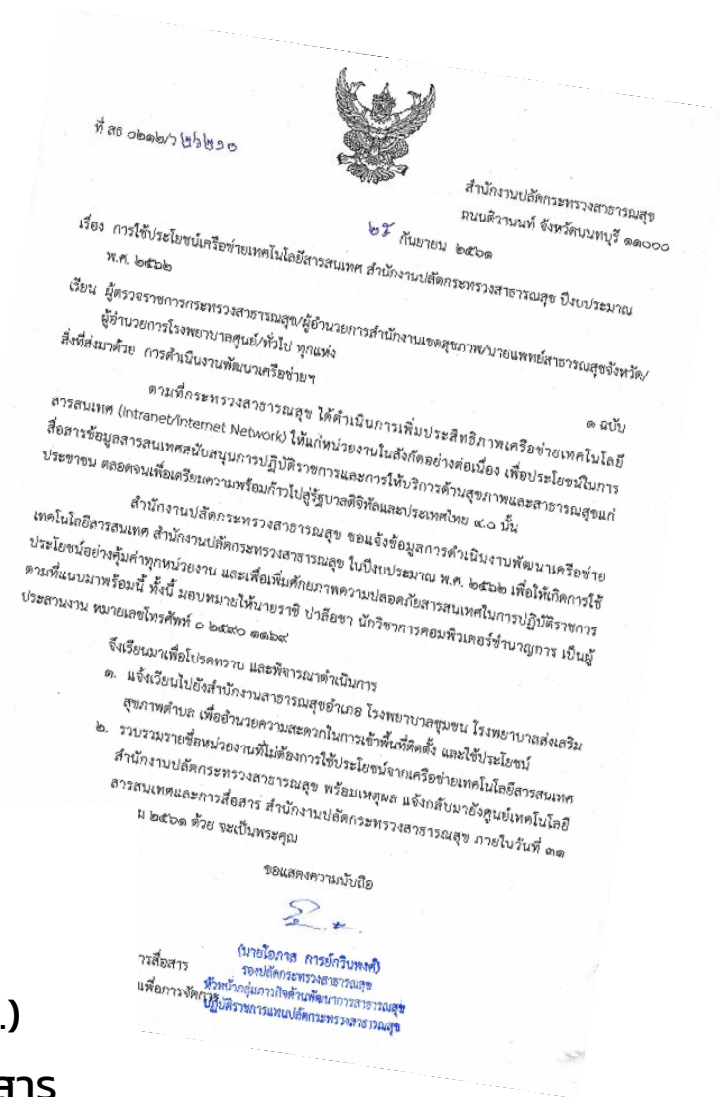 ที่ สธ ๐๒๑๒/ว
สำนักงานปลัดกระทรวงสาธารณสุข
ถนนติวานนท์ จังหวัดนนทบุรี ๑๑๐๐๐
กันยายน ๒๕๖๑
เรื่อง การใช้ประโยชน์เครือข่ายเทคโนโลยีสารสนเทศ สำนักงานปลัดกระทรวงสาธารณสุข ปีงบประมาณ
พ.ศ. ๒๕๖๒
เรียน ผู้ตรวจราชการกระทรวงสาธารณสุข/ผู้อำนวยการสำนักงานเขตสุขภาพ/นายแพทย์สาธารณสุขจังหวัด/
ผู้อำนวยการโรงพยาบาลศูนย์/ทั่วไป ทุกแห่ง
สิ่งที่ส่งมาด้วย การดำเนินงานพัฒนาเครือข่ายฯ ๑ ฉบับ
ตามที่กระทรวงสาธารณสุข ได้ดำเนินการเพิ่มประสิทธิภาพเครือข่ายเทคโนโลยี
สารสนเทศ (Intranet/Internet Network) ให้แก่หน่วยงานในสังกัดอย่างต่อเนื่อง เพื่อประโยชน์ในการ
สื่อสารข้อมูลสารสนเทศสนับสนุนการปฏิบัติราชการและการให้บริการด้านสุขภาพและสาธารณสุขแก่
ประชาชน ตลอดจนเพื่อเตรียมความพร้อมก้าวไปสู่รัฐบาลดิจิทัลและประเทศไทย ๔.๐ นั้น
สำนักงานปลัดกระทรวงสาธารณสุข ขอแจ้งข้อมูลการดำเนินงานพัฒนาเครือข่าย
เทคโนโลยีสารสนเทศ สำนักงานปลัดกระทรวงสาธารณสุข ในปีงบประมาณ พ.ศ. ๒๕๖๒ เพื่อให้เกิดการใช้
ประโยชน์อย่างคุ้มค่าทุกหน่วยงาน และเพื่อเพิ่มศักยภาพความปลอดภัยสารสนเทศในการปฏิบัติราชการ
ตามที่แนบมาพร้อมนี้ ทั้งนี้ มอบหมายให้นายราชิ ปาลือชา นักวิชาการคอมพิวเตอร์ชำนาญการ เป็นผู้
ประสานงาน หมายเลขโทรศัพท์ ๐ ๒๕๙๐ ๑๑๖๙
จึงเรียนมาเพื่อโปรดทราบ และพิจารณาดำเนินการ
๑. แจ้งเวียนไปยังสำนักงานสาธารณสุขอำเภอ โรงพยาบาลชุมชน โรงพยาบาลส่งเสริม
สุขภาพตำบล เพื่ออำนวยความสะดวกในการเข้าพื้นที่ติดตั้ง และใช้ประโยชน์
๒. รวบรวมรายชื่อหน่วยงานที่ไม่ต้องการใช้ประโยชน์จากเครือข่ายเทคโนโลยีสารสนเทศ
สำนักงานปลัดกระทรวงสาธารณสุข พร้อมเหตุผล แจ้งกลับมายังศูนย์เทคโนโลยี
สารสนเทศและการสื่อสาร สำนักงานปลัดกระทรวงสาธารณสุข ภายในวันที่ ๓๑
ม ๒๕๖๑ ด้วย จะเป็นพระคุณ
ขอแสดงความนับถือ
(นายโอภาส การย์กวินพงศ์)
รองปลัดกระทรวงสาธารณสุข
หัวหน้ากลุ่มภารกิจด้านพัฒนาการสาธารณสุข
ปฏิบัติราชการแทนปลัดกระทรวงสาธารณสุข
ารสื่อสาร
เพื่อการจัดการ
.)
สาร